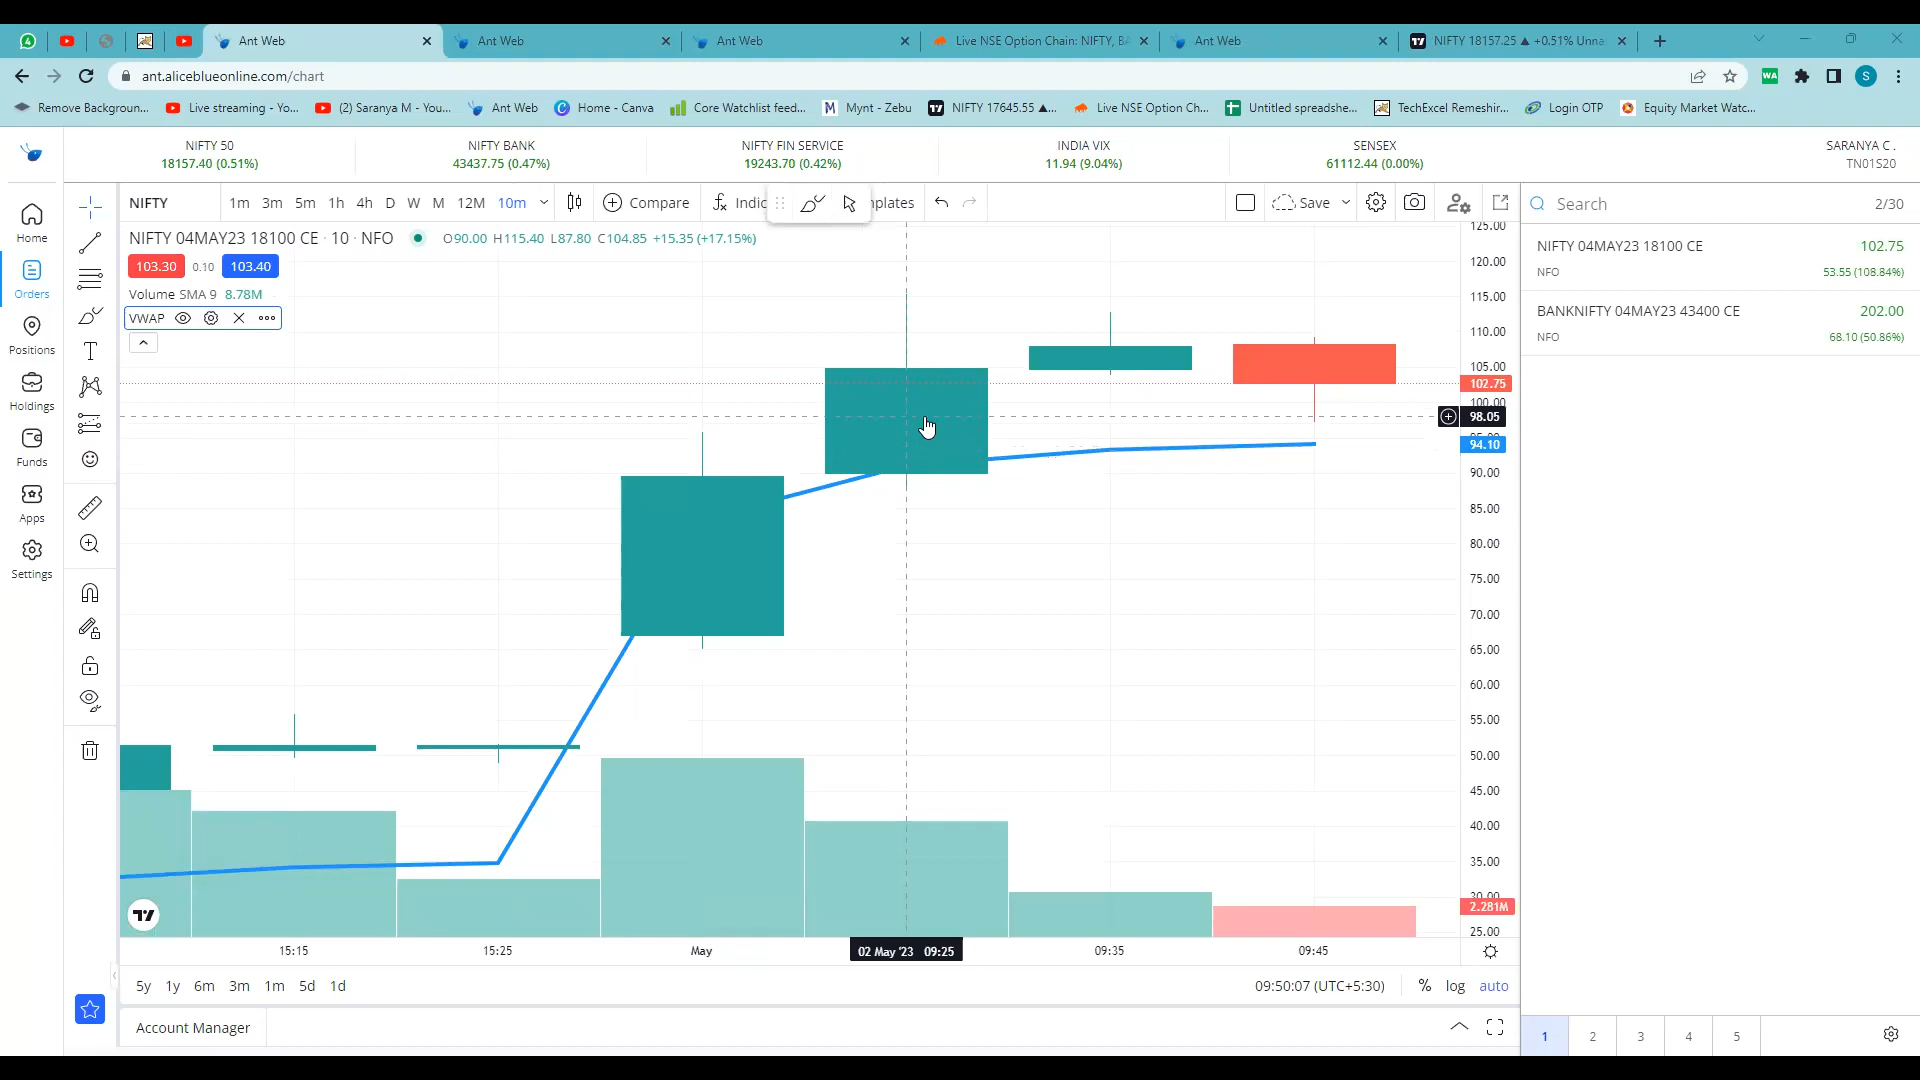 4
Ant Web
Ant Web
Ant Web
Live NSE Option Chain: NIFTY, BA
Ant Web
NIFTY 18157.25 ▲ +0.51% Unna
ant.aliceblueonline.com/chart
WA
S
Remove Backgroun...
Live streaming - Yo...
(2) Saranya M - You...
Ant Web
Home - Canva
Core Watchlist feed...
Mynt - Zebu
NIFTY 17645.55 ▲...
Live NSE Option Ch...
Untitled spreadshe...
TechExcel Remeshir...
Login OTP
Equity Market Watc...
NIFTY 50
18157.40 (0.51%)
NIFTY BANK
43437.75 (0.47%)
NIFTY FIN SERVICE
19243.70 (0.42%)
INDIA VIX
11.94 (9.04%)
SENSEX
61112.44 (0.00%)
SARANYA C .
TN01S20
Home
Orders
Positions
Holdings
Funds
Apps
Settings
NIFTY
1m 3m 5m 1h 4h D W M 12M 10m
Compare
Indic
plates
Save
NIFTY 04MAY23 18100 CE · 10 · NFO
O90.00 H115.40 L87.80 C104.85 +15.35 (+17.15%)
103.30 0.10 103.40
Volume SMA 9 8.78M
VWAP
125.00
120.00
115.00
110.00
105.00
102.75
100.00
98.05
94.10
90.00
85.00
80.00
75.00
70.00
65.00
60.00
55.00
50.00
45.00
40.00
35.00
30.00
2.281M
25.00
15:15
15:25
May
02 May '23 09:25
09:35
09:45
5y 1y 6m 3m 1m 5d 1d
09:50:07 (UTC+5:30)
% log auto
Account Manager
Search
2/30
NIFTY 04MAY23 18100 CE
102.75
NFO
53.55 (108.84%)
BANKNIFTY 04MAY23 43400 CE
202.00
NFO
68.10 (50.86%)
1 2 3 4 5